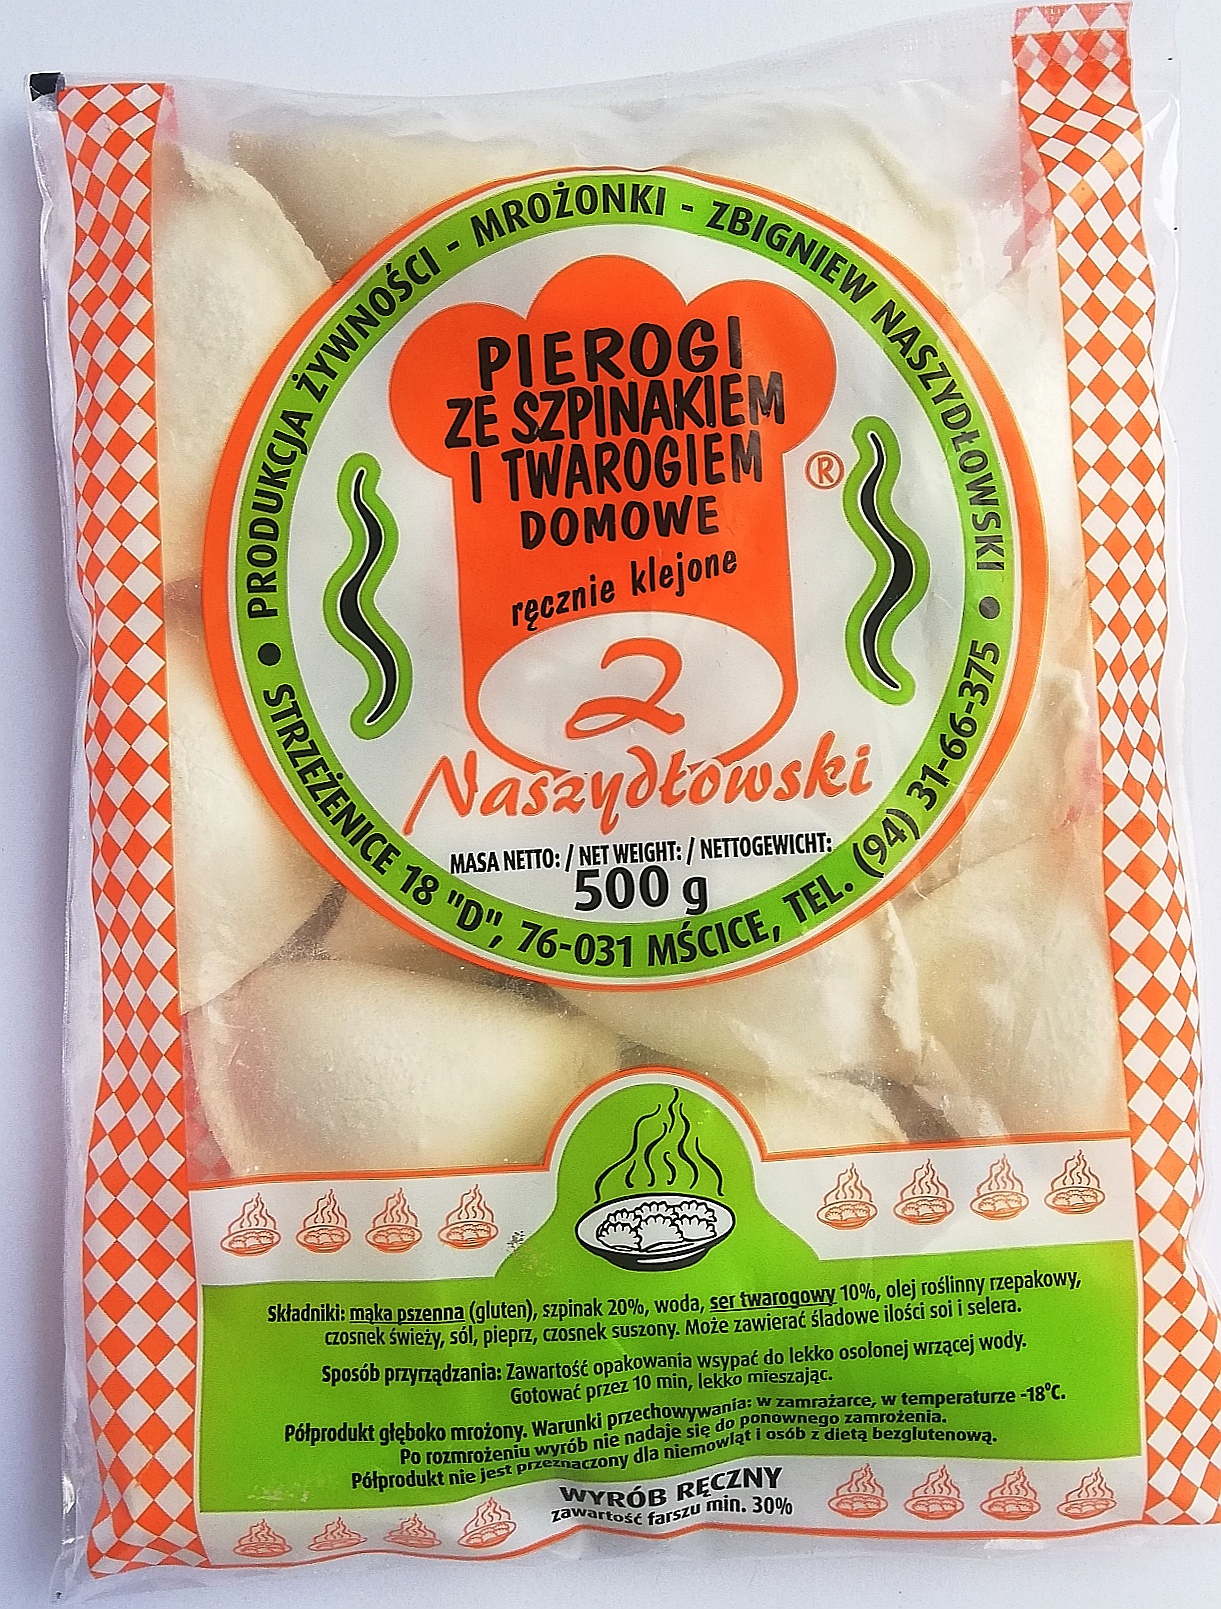 PRODUKCJA ŻYWNOŚCI - MROŻONKI - ZBIGNIEW NASZYDŁOWSKI
PIEROGI
ZE SZPINAKIEM
I TWAROGIEM
DOMOWE
®
ręcznie klejone
2
Naszydłowski
MASA NETTO: / NET WEIGHT: / NETTOGEWICHT:
500 g
• STRZEŻENICE 18 "D", 76-031 MŚCICE, TEL. (94) 31-66-375 •
Składniki: mąka pszenna (gluten), szpinak 20%, woda, ser twarogowy 10%, olej roślinny rzepakowy,
czosnek świeży, sól, pieprz, czosnek suszony. Może zawierać śladowe ilości soi i selera.
Sposób przyrządzania: Zawartość opakowania wsypać do lekko osolonej wrzącej wody.
Gotować przez 10 min, lekko mieszając.
Półprodukt głęboko mrożony. Warunki przechowywania: w zamrażarce, w temperaturze -18°C.
Po rozmrożeniu wyrób nie nadaje się do ponownego zamrożenia.
Półprodukt nie jest przeznaczony dla niemowląt i osób z dietą bezglutenową.
WYRÓB RĘCZNY
zawartość farszu min. 30%